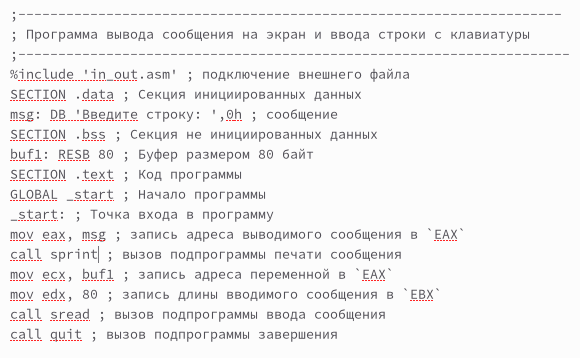 ;--------------------------------------------------------------------
; Программа вывода сообщения на экран и ввода строки с клавиатуры
;---------------------------------------------------------------------
%include 'in_out.asm' ; подключение внешнего файла
SECTION .data ; Секция инициированных данных
msg: DB 'Введите строку: ',0h ; сообщение
SECTION .bss ; Секция не инициированных данных
buf1: RESB 80 ; Буфер размером 80 байт
SECTION .text ; Код программы
GLOBAL _start ; Начало программы
_start: ; Точка входа в программу
mov eax, msg ; запись адреса выводимого сообщения в `EAX`
call sprint ; вызов подпрограммы печати сообщения
mov ecx, buf1 ; запись адреса переменной в `EAX`
mov edx, 80 ; запись длины вводимого сообщения в `EBX`
call sread ; вызов подпрограммы ввода сообщения
call quit ; вызов подпрограммы завершения